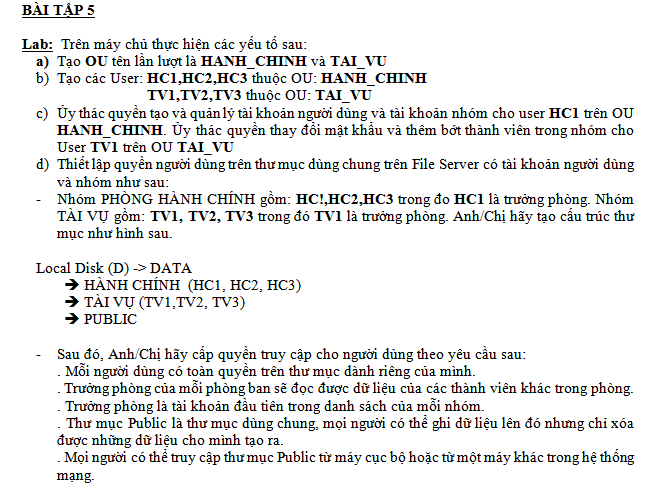 BÀI TẬP 5
Lab: Trên máy chủ thực hiện các yếu tố sau:
a) Tạo OU tên lần lượt là HANH_CHINH và TAI_VU
b) Tạo các User: HC1,HC2,HC3 thuộc OU: HANH_CHINH
TV1,TV2,TV3 thuộc OU: TAI_VU
c) Ủy thác quyền tạo và quản lý tài khoản người dùng và tài khoản nhóm cho user HC1 trên OU
HANH_CHINH. Ủy thác quyền thay đổi mật khẩu và thêm bớt thành viên trong nhóm cho
User TV1 trên OU TAI_VU
d) Thiết lập quyền người dùng trên thư mục dùng chung trên File Server có tài khoản người dùng
và nhóm như sau:
- Nhóm PHÒNG HÀNH CHÍNH gồm: HC!,HC2,HC3 trong đo HC1 là trưởng phòng. Nhóm
TÀI VỤ gồm: TV1, TV2, TV3 trong đó TV1 là trưởng phòng. Anh/Chị hãy tạo cấu trúc thư
mục như hình sau.
Local Disk (D) -> DATA
➔ HÀNH CHÍNH (HC1, HC2, HC3)
➔ TÀI VỤ (TV1,TV2, TV3)
➔ PUBLIC
- Sau đó, Anh/Chị hãy cấp quyền truy cập cho người dùng theo yêu cầu sau:
. Mỗi người dùng có toàn quyền trên thư mục dành riêng của mình.
. Trưởng phòng của mỗi phòng ban sẽ đọc được dữ liệu của các thành viên khác trong phòng.
. Trưởng phòng là tài khoản đầu tiên trong danh sách của mỗi nhóm.
. Thư mục Public là thư mục dùng chung, mọi người có thể ghi dữ liệu lên đó nhưng chỉ xóa
được những dữ liệu cho mình tạo ra.
. Mọi người có thể truy cập thư mục Public từ máy cục bộ hoặc từ một máy khác trong hệ thống
mạng.